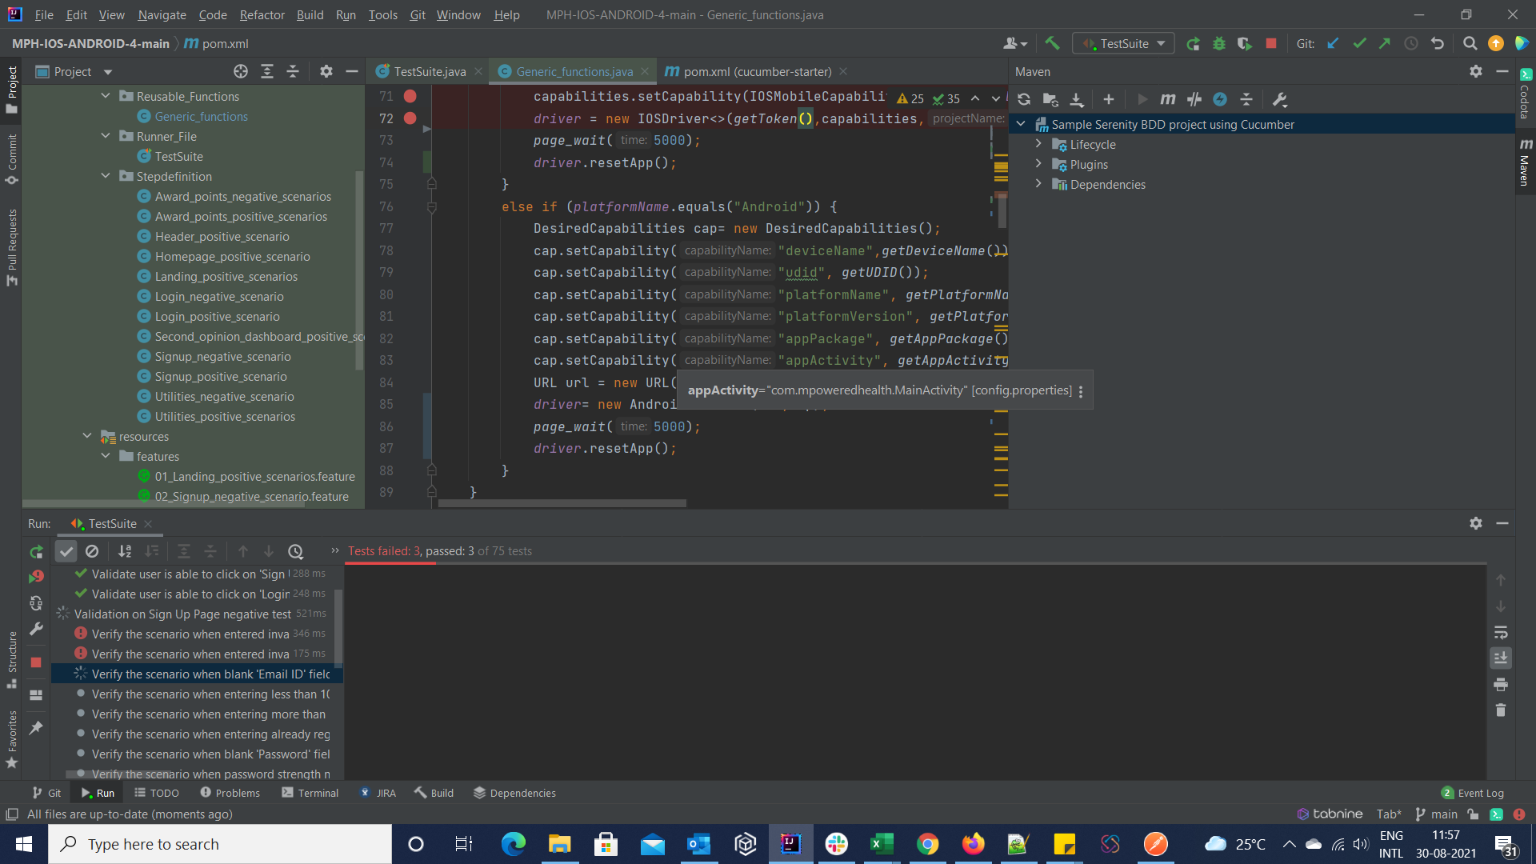 File Edit View Navigate Code Refactor Build Run Tools Git Window Help MPH-IOS-ANDROID-4-main - Generic_functions.java
MPH-IOS-ANDROID-4-main pom.xml TestSuite Git:
Project TestSuite.java Generic_functions.java pom.xml (cucumber-starter) Maven
Project
Commit
Pull Requests
Structure
Favorites
Reusable_Functions
Generic_functions
Runner_File
TestSuite
Stepdefinition
Award_points_negative_scenarios
Award_points_positive_scenarios
Header_positive_scenario
Homepage_positive_scenario
Landing_positive_scenarios
Login_negative_scenario
Login_positive_scenario
Second_opinion_dashboard_positive_sc
Signup_negative_scenario
Signup_positive_scenario
Utilities_negative_scenario
Utilities_positive_scenarios
resources
features
01_Landing_positive_scenarios.feature
02_Signup_negative_scenario.feature
71 capabilities.setCapability(IOSMobileCapabili 25 35
72 driver = new IOSDriver<>(getToken(),capabilities, projectName:
73 page_wait( time: 5000);
74 driver.resetApp();
75 }
76 else if (platformName.equals("Android")) {
77 DesiredCapabilities cap= new DesiredCapabilities();
78 cap.setCapability( capabilityName: "deviceName",getDeviceName())
79 cap.setCapability( capabilityName: "udid", getUDID());
80 cap.setCapability( capabilityName: "platformName", getPlatformNa
81 cap.setCapability( capabilityName: "platformVersion", getPlatfor
82 cap.setCapability( capabilityName: "appPackage", getAppPackage()
83 cap.setCapability( capabilityName: "appActivity", getAppActivity
84 URL url = new URL(
appActivity="com.mpoweredhealth.MainActivity" [config.properties]
85 driver= new Androi
86 page_wait( time: 5000);
87 driver.resetApp();
88 }
89 }
Sample Serenity BDD project using Cucumber
Lifecycle
Plugins
Dependencies
Codota
Maven
Run: TestSuite
Tests failed: 3, passed: 3 of 75 tests
Validate user is able to click on 'Sign 288 ms
Validate user is able to click on 'Login 248 ms
Validation on Sign Up Page negative test 521ms
Verify the scenario when entered inva 346 ms
Verify the scenario when entered inva 175 ms
Verify the scenario when blank 'Email ID' field
Verify the scenario when entering less than 10
Verify the scenario when entering more than
Verify the scenario when entering already reg
Verify the scenario when blank 'Password' fiel
Verify the scenario when password strength
Git Run TODO Problems Terminal JIRA Build Dependencies 2 Event Log
All files are up-to-date (moments ago) tabnine Tab* main
Type here to search 25°C ENG INTL 11:57 30-08-2021 31